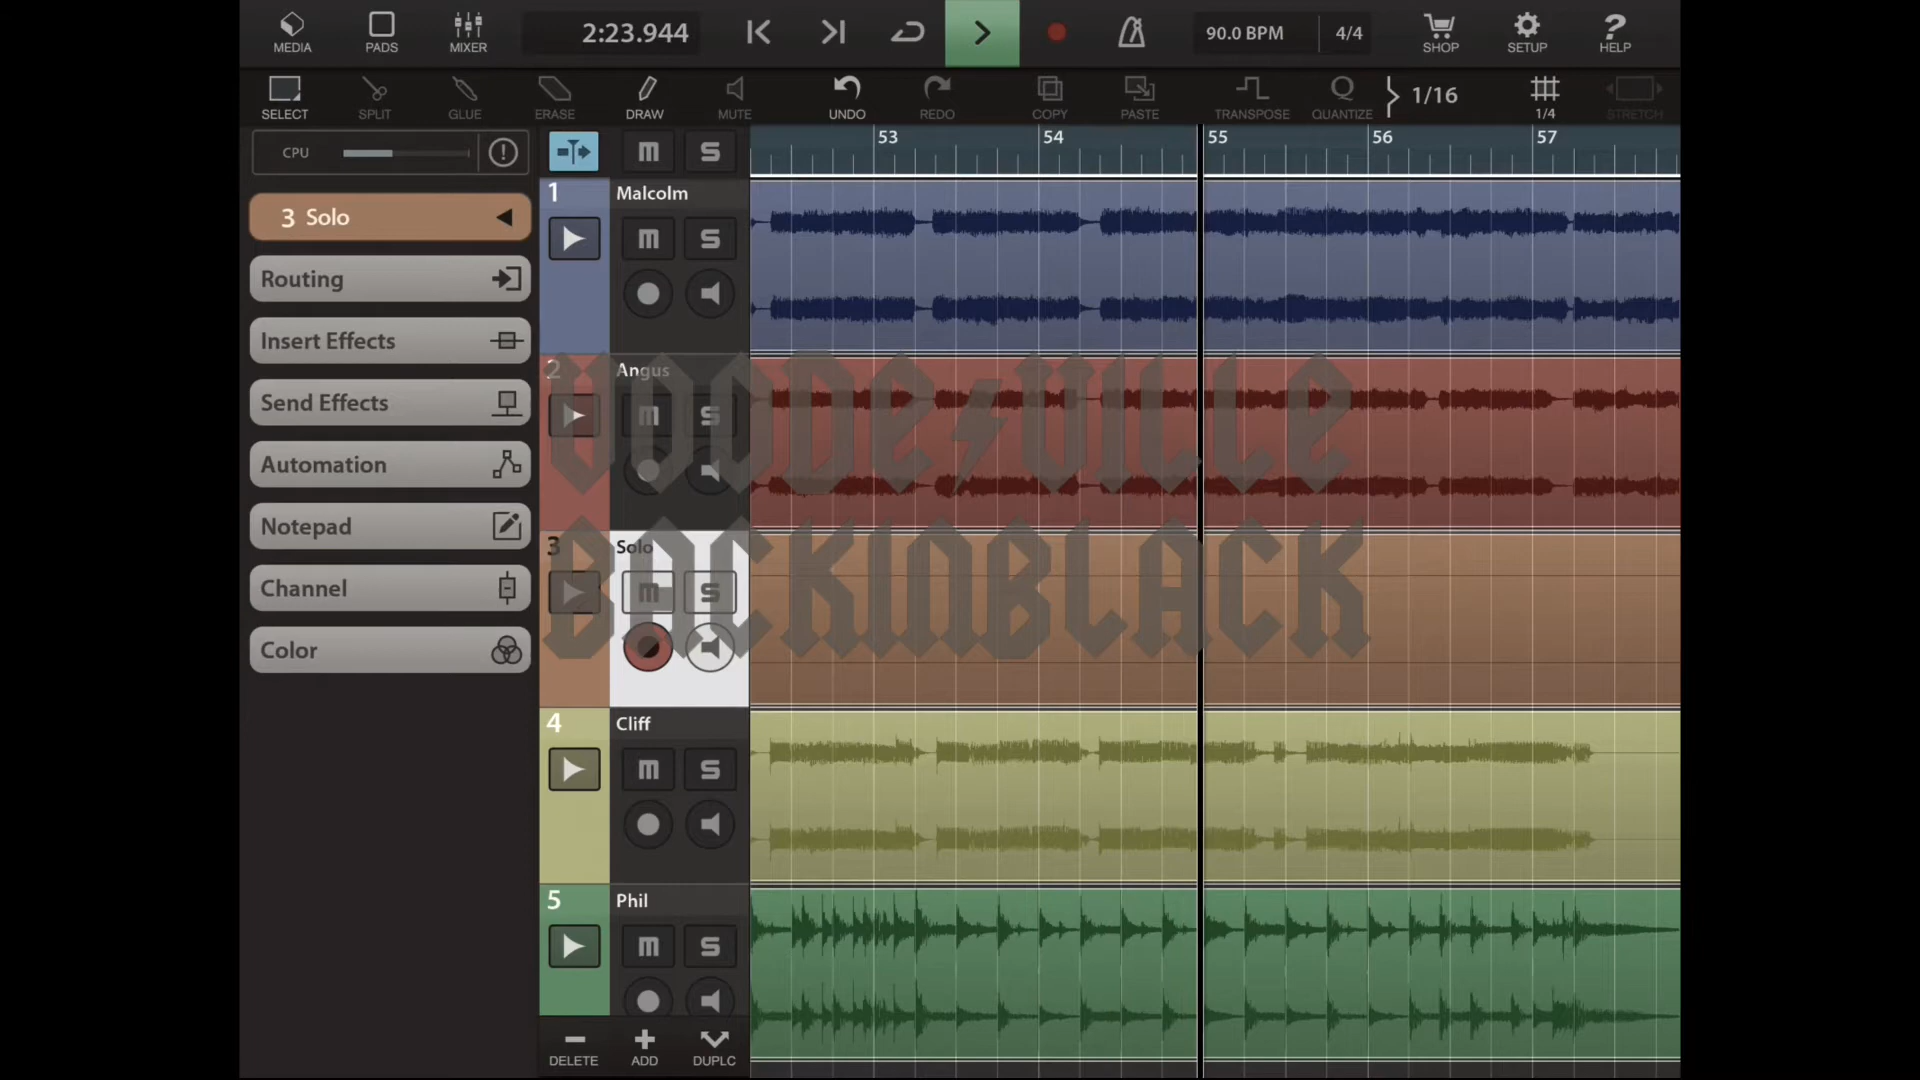 MEDIA PADS MIXER 2:23.944 90.0 BPM 4/4 SHOP SETUP HELP
SELECT SPLIT GLUE ERASE DRAW MUTE UNDO REDO COPY PASTE TRANSPOSE QUANTIZE 1/16 1/4 STRETCH
CPU M S 53 54 55 56 57
3 Solo
Routing
Insert Effects
Send Effects
Automation
Notepad
Channel
Color
1 Malcolm
M S
2 Angus
M S
3 Solo
M S
4 Cliff
M S
5 Phil
M S
DELETE ADD DUPLC
VOODE⚡VILLE
BACKINBLACK